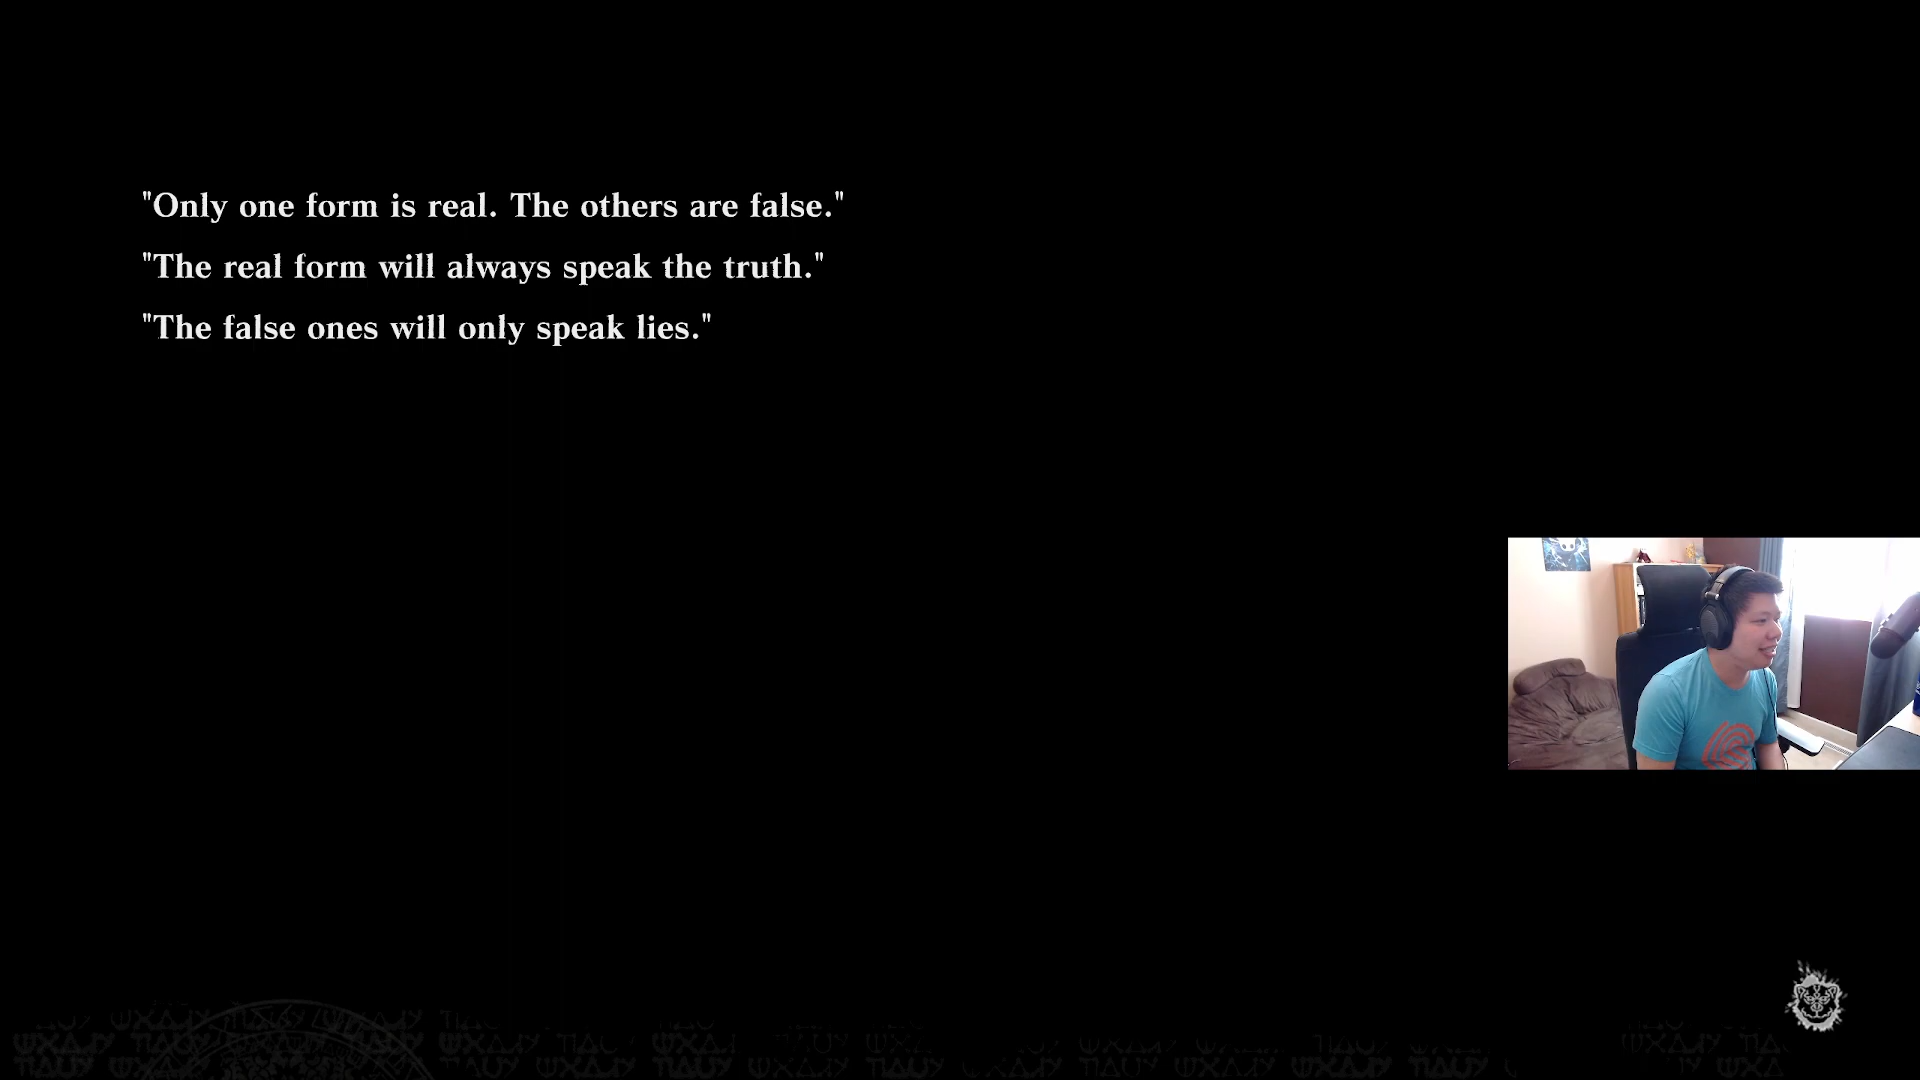 "Only one form is real. The others are false."
"The real form will always speak the truth."
"The false ones will only speak lies."